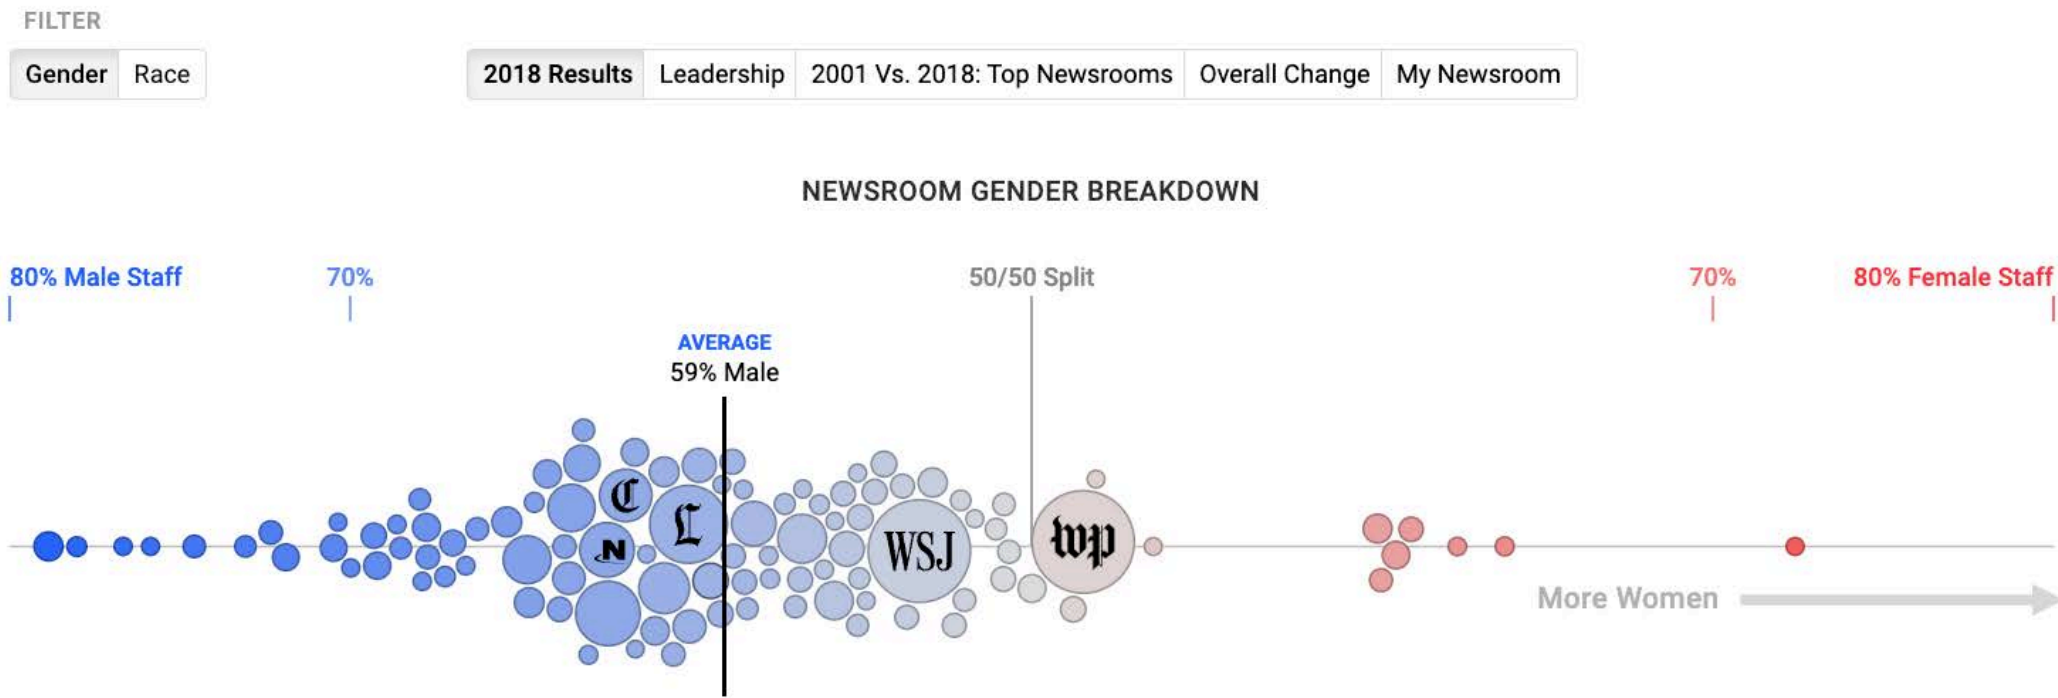 FILTER
Gender Race 2018 Results Leadership 2001 Vs. 2018: Top Newsrooms Overall Change My Newsroom
NEWSROOM GENDER BREAKDOWN
80% Male Staff 70% 50/50 Split 70% 80% Female Staff
AVERAGE
59% Male
C
L
N
WSJ
wp
More Women